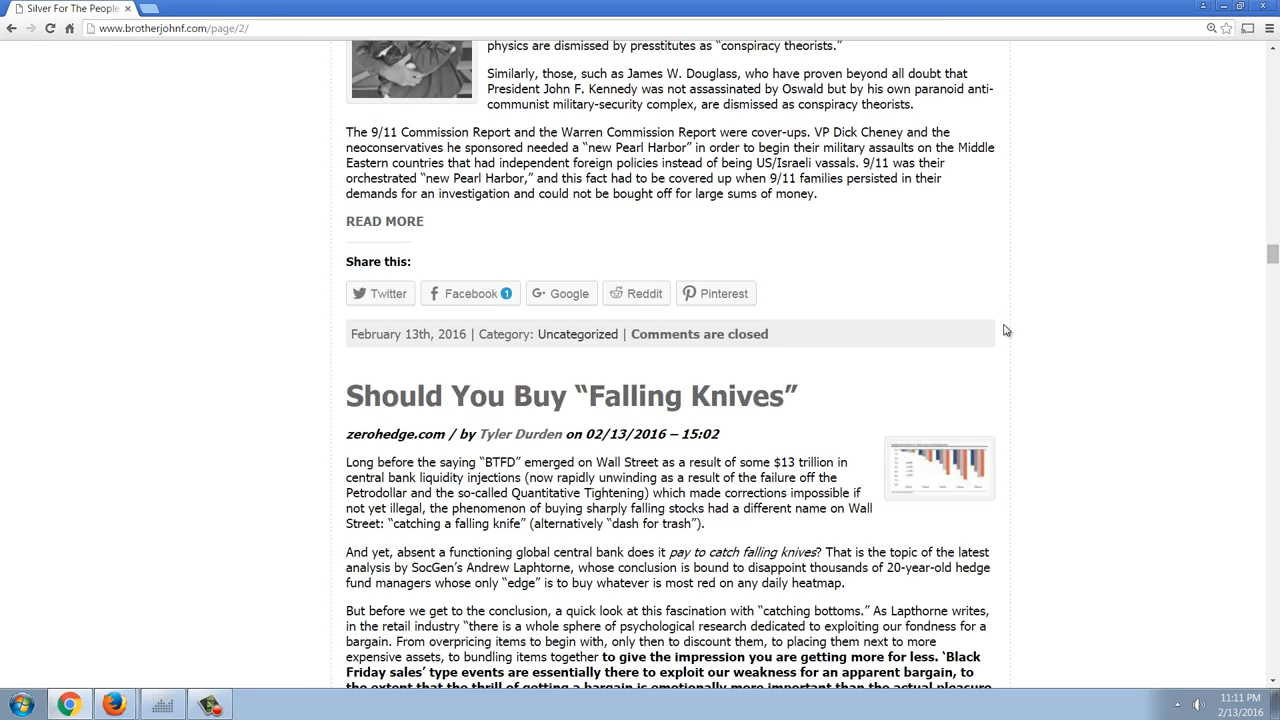 Silver For The People
www.brotherjohnf.com/page/2/
physics are dismissed by presstitutes as “conspiracy theorists.”
Similarly, those, such as James W. Douglass, who have proven beyond all doubt that
President John F. Kennedy was not assassinated by Oswald but by his own paranoid anti-
communist military-security complex, are dismissed as conspiracy theorists.
The 9/11 Commission Report and the Warren Commission Report were cover-ups. VP Dick Cheney and the
neoconservatives he sponsored needed a “new Pearl Harbor” in order to begin their military assaults on the Middle
Eastern countries that had independent foreign policies instead of being US/Israeli vassals. 9/11 was their
orchestrated “new Pearl Harbor,” and this fact had to be covered up when 9/11 families persisted in their
demands for an investigation and could not be bought off for large sums of money.
READ MORE
Share this:
Twitter Facebook 1 Google Reddit Pinterest
February 13th, 2016 | Category: Uncategorized | Comments are closed
Should You Buy “Falling Knives”
zerohedge.com / by Tyler Durden on 02/13/2016 – 15:02
Long before the saying “BTFD” emerged on Wall Street as a result of some $13 trillion in
central bank liquidity injections (now rapidly unwinding as a result of the failure off the
Petrodollar and the so-called Quantitative Tightening) which made corrections impossible if
not yet illegal, the phenomenon of buying sharply falling stocks had a different name on Wall
Street: “catching a falling knife” (alternatively “dash for trash”).
And yet, absent a functioning global central bank does it pay to catch falling knives? That is the topic of the latest
analysis by SocGen’s Andrew Laphtorne, whose conclusion is bound to disappoint thousands of 20-year-old hedge
fund managers whose only “edge” is to buy whatever is most red on any daily heatmap.
But before we get to the conclusion, a quick look at this fascination with “catching bottoms.” As Lapthorne writes,
in the retail industry “there is a whole sphere of psychological research dedicated to exploiting our fondness for a
bargain. From overpricing items to begin with, only then to discount them, to placing them next to more
expensive assets, to bundling items together to give the impression you are getting more for less. ‘Black
Friday sales’ type events are essentially there to exploit our weakness for an apparent bargain, to
the extent that the thrill of getting a bargain is emotionally more important than the actual pleasure
11:11 PM
2/13/2016